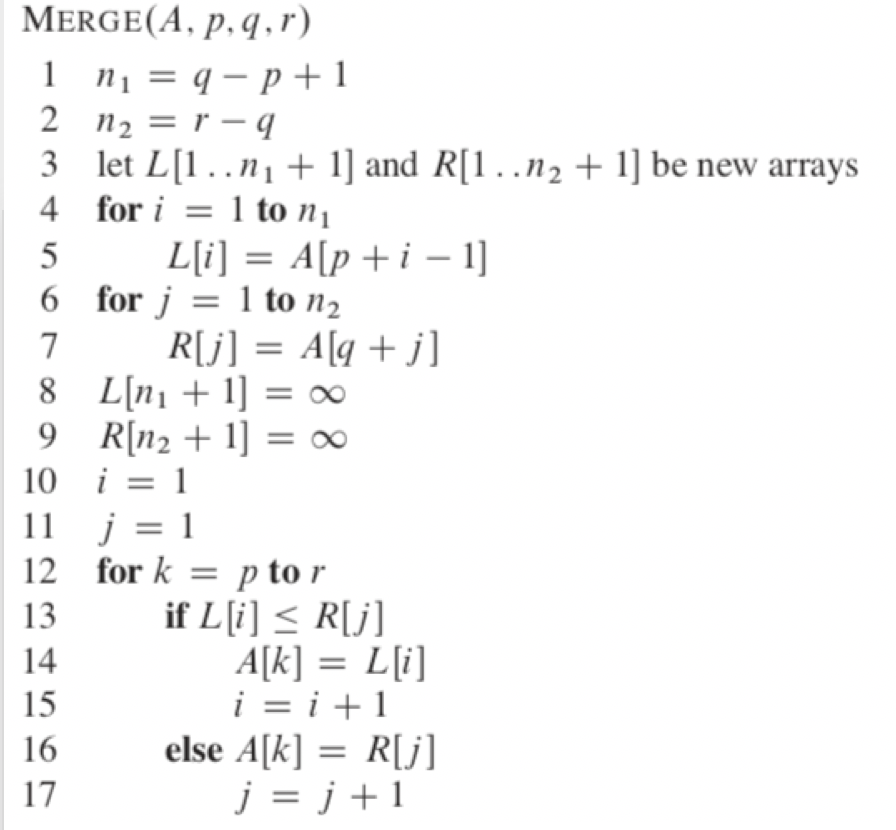 MERGE(A, p, q, r)
1 n₁ = q − p + 1
2 n₂ = r − q
3 let L[1 . . n₁ + 1] and R[1 . . n₂ + 1] be new arrays
4 for i = 1 to n₁
5 L[i] = A[p + i − 1]
6 for j = 1 to n₂
7 R[j] = A[q + j]
8 L[n₁ + 1] = ∞
9 R[n₂ + 1] = ∞
10 i = 1
11 j = 1
12 for k = p to r
13 if L[i] ≤ R[j]
14 A[k] = L[i]
15 i = i + 1
16 else A[k] = R[j]
17 j = j + 1